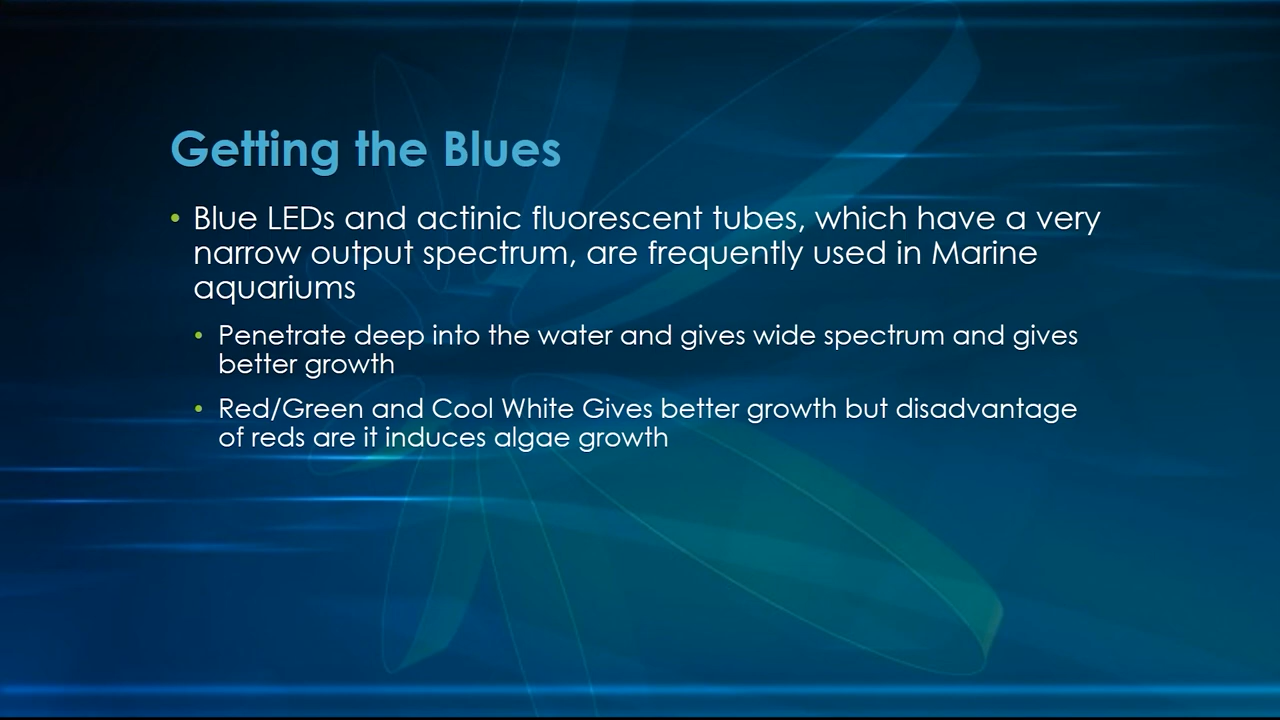 Getting the Blues
• Blue LEDs and actinic fluorescent tubes, which have a very
narrow output spectrum, are frequently used in Marine
aquariums
• Penetrate deep into the water and gives wide spectrum and gives
better growth
• Red/Green and Cool White Gives better growth but disadvantage
of reds are it induces algae growth